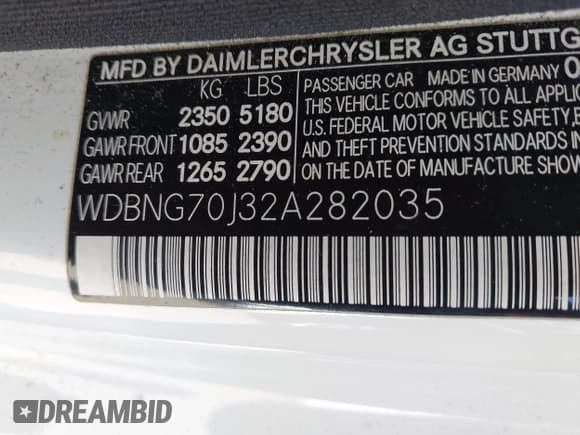 MFD BY DAIMLERCHRYSLER AG STUTTG
KG LBS
GVWR 2350 5180
GAWR FRONT 1085 2390
GAWR REAR 1265 2790
PASSENGER CAR MADE IN GERMANY 0
THIS VEHICLE CONFORMS TO ALL APPLIC
U.S. FEDERAL MOTOR VEHICLE SAFETY,
AND THEFT PREVENTION STANDARDS IN
THE DATE OF MANUFACTURE SHOW
WDBNG70J32A282035
DREAMBID